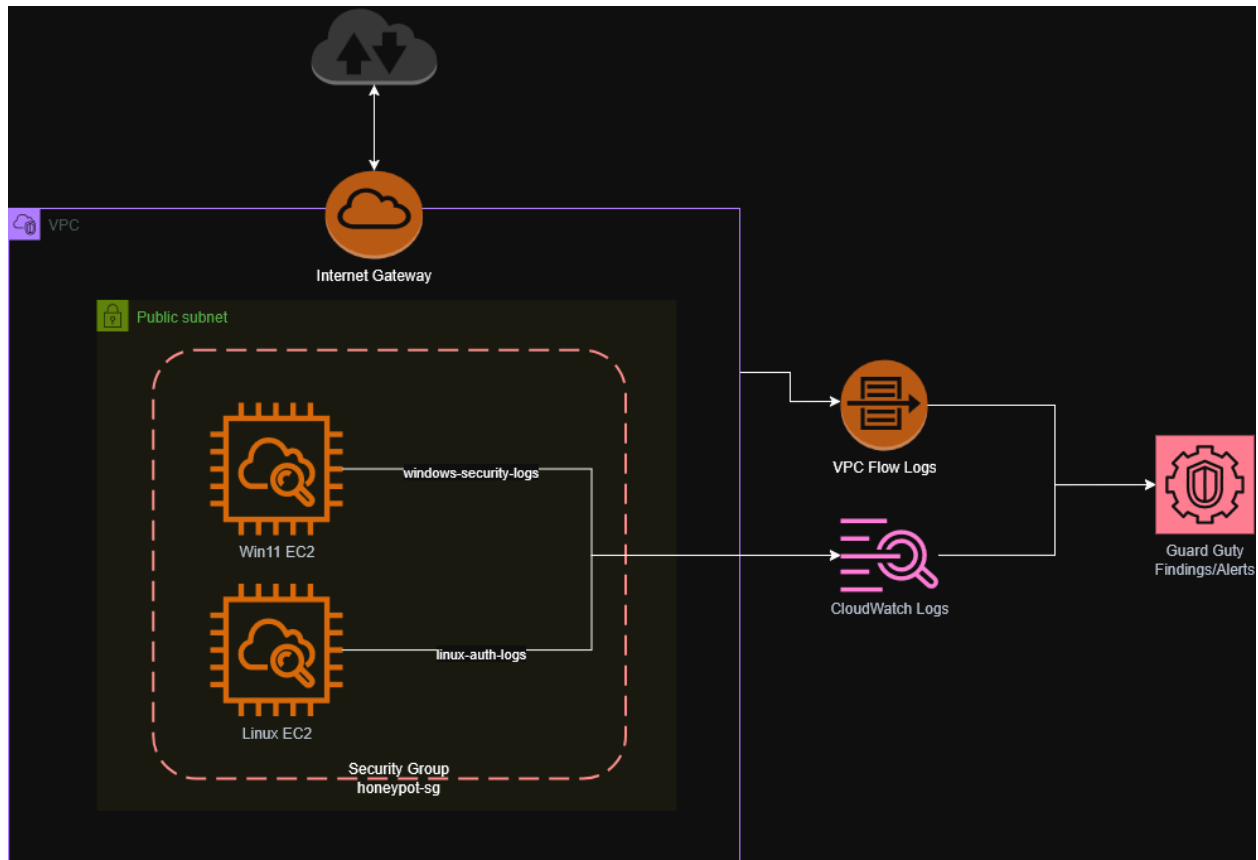 VPC
Internet Gateway
Public subnet
windows-security-logs
Win11 EC2
linux-auth-logs
Linux EC2
Security Group
honeypot-sg
VPC Flow Logs
CloudWatch Logs
Guard Guty
Findings/Alerts